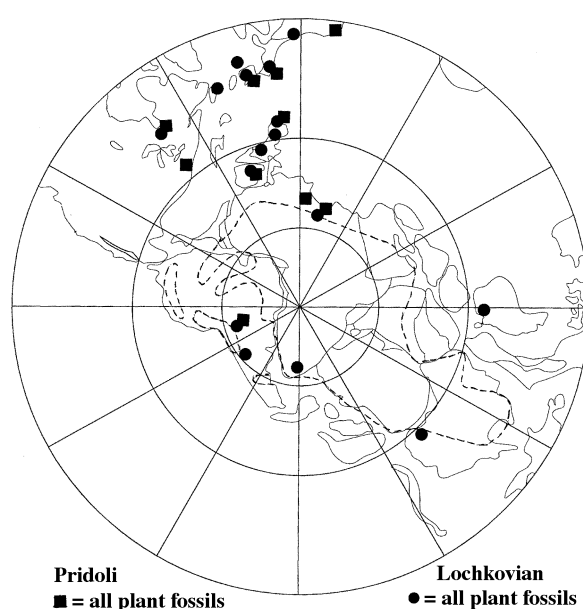 Pridoli
■ = all plant fossils
Lochkovian
● = all plant fossils